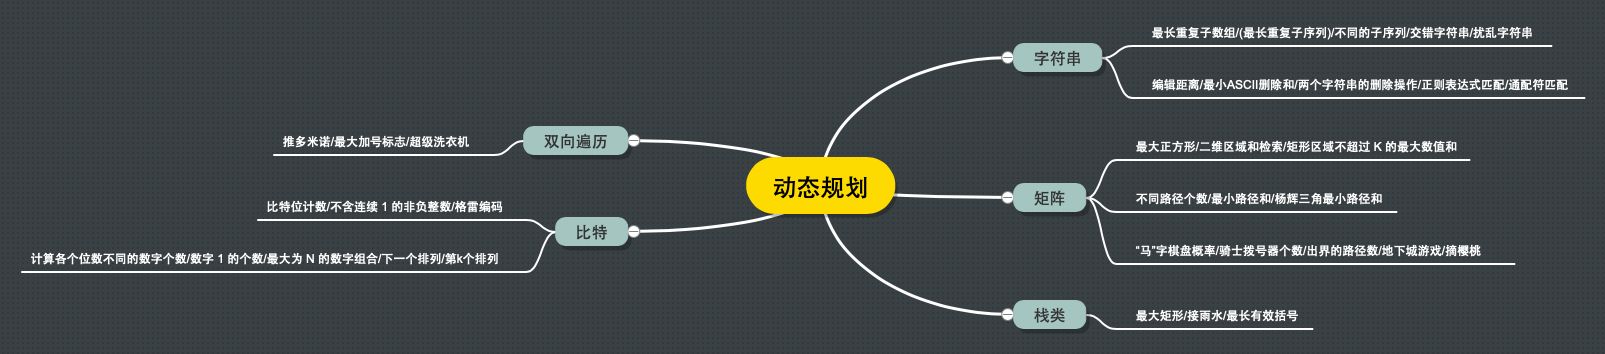 动态规划
字符串
最长重复子数组/(最长重复子序列)/不同的子序列/交错字符串/扰乱字符串
编辑距离/最小ASCII删除和/两个字符串的删除操作/正则表达式匹配/通配符匹配
矩阵
最大正方形/二维区域和检索/矩形区域不超过 K 的最大数值和
不同路径个数/最小路径和/杨辉三角最小路径和
“马”字棋盘概率/骑士拨号器个数/出界的路径数/地下城游戏/摘樱桃
栈类
最大矩形/接雨水/最长有效括号
双向遍历
推多米诺/最大加号标志/超级洗衣机
比特
比特位计数/不含连续 1 的非负整数/格雷编码
计算各个位数不同的数字个数/数字 1 的个数/最大为 N 的数字组合/下一个排列/第k个排列